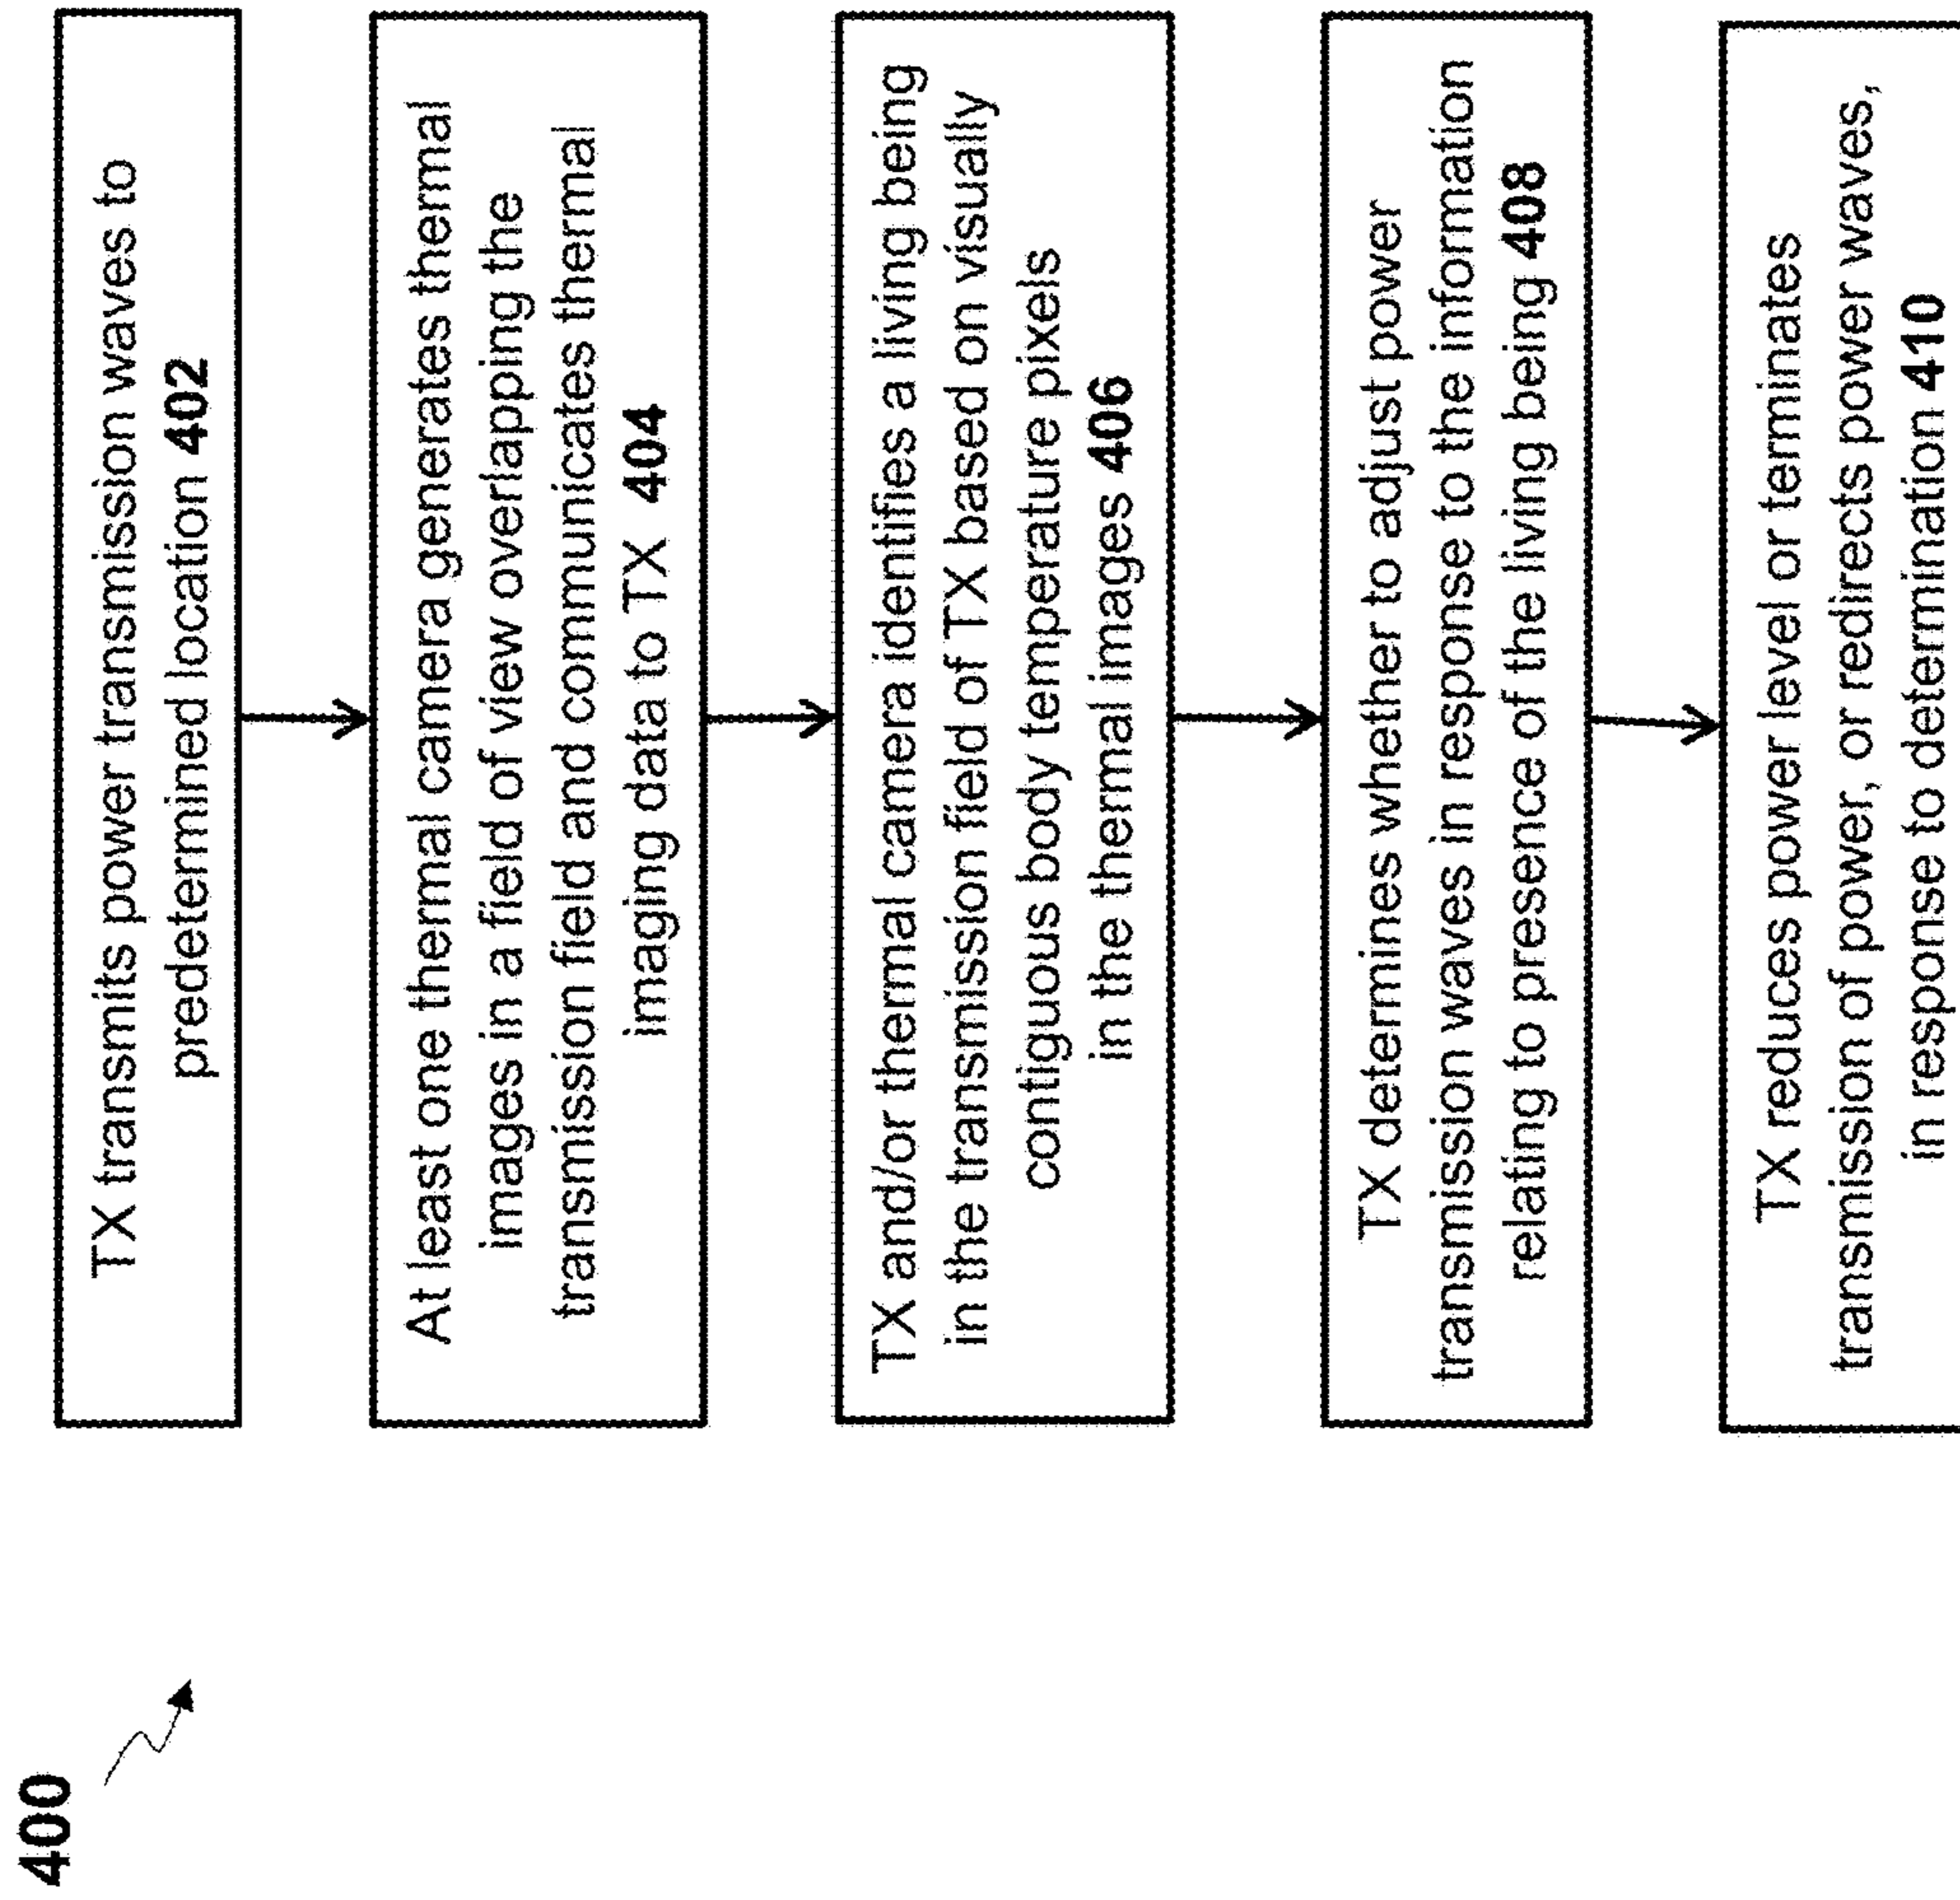 400
TX transmits power transmission waves to
predetermined location 402
At least one thermal camera generates thermal
images in a field of view overlapping the
transmission field and communicates thermal
imaging data to TX 404
TX and/or thermal camera identifies a living being
in the transmission field of TX based on visually
contiguous body temperature pixels
in the thermal images 406
TX determines whether to adjust power
transmission waves in response to the information
relating to presence of the living being 408
TX reduces power level or terminates
transmission of power, or redirects power waves,
in response to determination 410